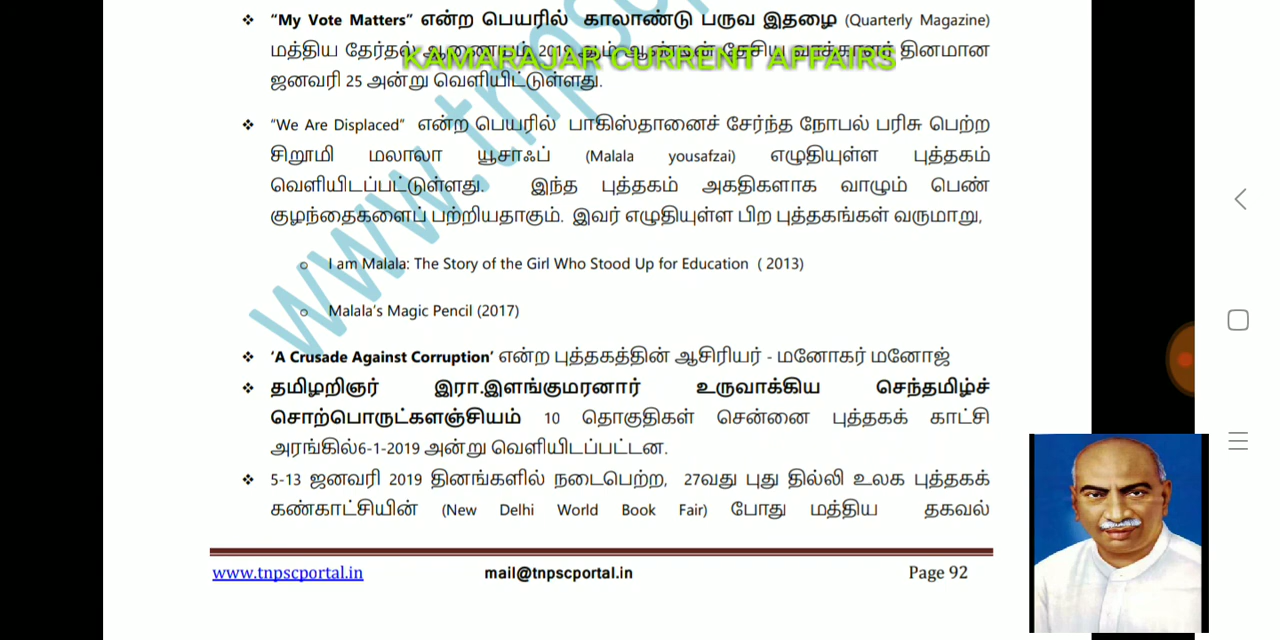 ❖ “My Vote Matters” என்ற பெயரில் காலாண்டு பருவ இதழை (Quarterly Magazine)
மத்திய தேர்தல் ஆணையம் 2019 ஆம் ஆண்டின் தேசிய வாக்காளர் தினமான
KAMARAJAR CURRENT AFFAIRS
ஜனவரி 25 அன்று வெளியிட்டுள்ளது.
❖ “We Are Displaced” என்ற பெயரில் பாகிஸ்தானைச் சேர்ந்த நோபல் பரிசு பெற்ற
சிறுமி மலாலா யூசாஃப் (Malala yousafzai) எழுதியுள்ள புத்தகம்
வெளியிடப்பட்டுள்ளது. இந்த புத்தகம் அகதிகளாக வாழும் பெண்
குழந்தைகளைப் பற்றியதாகும். இவர் எழுதியுள்ள பிற புத்தகங்கள் வருமாறு,
o I am Malala: The Story of the Girl Who Stood Up for Education ( 2013)
o Malala’s Magic Pencil (2017)
❖ ‘A Crusade Against Corruption’ என்ற புத்தகத்தின் ஆசிரியர் - மனோகர் மனோஜ்
❖ தமிழறிஞர் இரா.இளங்குமரனார் உருவாக்கிய செந்தமிழ்ச்
சொற்பொருட்களஞ்சியம் 10 தொகுதிகள் சென்னை புத்தகக் காட்சி
அரங்கில்6-1-2019 அன்று வெளியிடப்பட்டன.
❖ 5-13 ஜனவரி 2019 தினங்களில் நடைபெற்ற, 27வது புது தில்லி உலக புத்தகக்
கண்காட்சியின் (New Delhi World Book Fair) போது மத்திய தகவல்
www.tnpscportal.in mail@tnpscportal.in Page 92
www.tnpsc